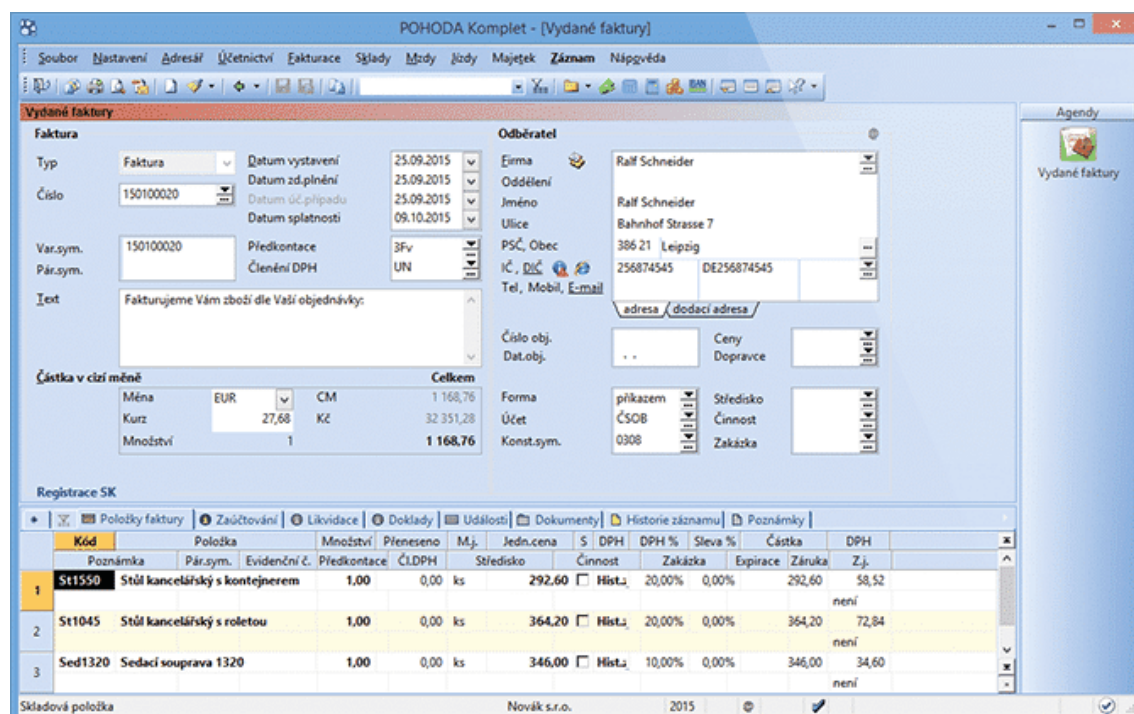 POHODA Komplet - [Vydané faktury]
Soubor Nastavení Adresář Účetnictví Fakturace Sklady Mzdy Jízdy Majetek Záznam Nápověda
Vydané faktury
Agendy
Vydané faktury
Faktura
Typ Faktura
Číslo 150100020
Var.sym. 150100020
Pár.sym.
Datum vystavení 25.09.2015
Datum zd.plnění 25.09.2015
Datum úč.případu 25.09.2015
Datum splatnosti 09.10.2015
Předkontace 3Fv
Členění DPH UN
Text Fakturujeme Vám zboží dle Vaší objednávky:
Částka v cizí měně Celkem
Měna EUR CM 1 168,76
Kurz 27,68 Kč 32 351,28
Množství 1 1 168,76
Registrace SK
Odběratel
Firma Ralf Schneider
Oddělení
Jméno Ralf Schneider
Ulice Bahnhof Strasse 7
PSČ, Obec 386 21 Leipzig
IČ, DIČ 256874545 DE256874545
Tel, Mobil, E-mail
adresa dodací adresa
Číslo obj. Ceny
Dat.obj. . . Dopravce
Forma příkazem Středisko
Účet ČSOB Činnost
Konst.sym. 0308 Zakázka
Položky faktury Zaúčtování Likvidace Doklady Události Dokumenty Historie záznamu Poznámky
Kód Položka Množství Přeneseno M.j. Jedn.cena S DPH DPH % Sleva % Částka DPH
Poznámka Pár.sym. Evidenční č. Předkontace Čl.DPH Středisko Činnost Zakázka Expirace Záruka Z.j.
1 St1550 Stůl kancelářský s kontejnerem 1,00 0,00 ks 292,60 Hist. 20,00% 0,00% 292,60 58,52
není
2 St1045 Stůl kancelářský s roletou 1,00 0,00 ks 364,20 Hist. 20,00% 0,00% 364,20 72,84
není
3 Sed1320 Sedací souprava 1320 1,00 0,00 ks 346,00 Hist. 10,00% 0,00% 346,00 34,60
není
Skladová položka Novák s.r.o. 2015 @